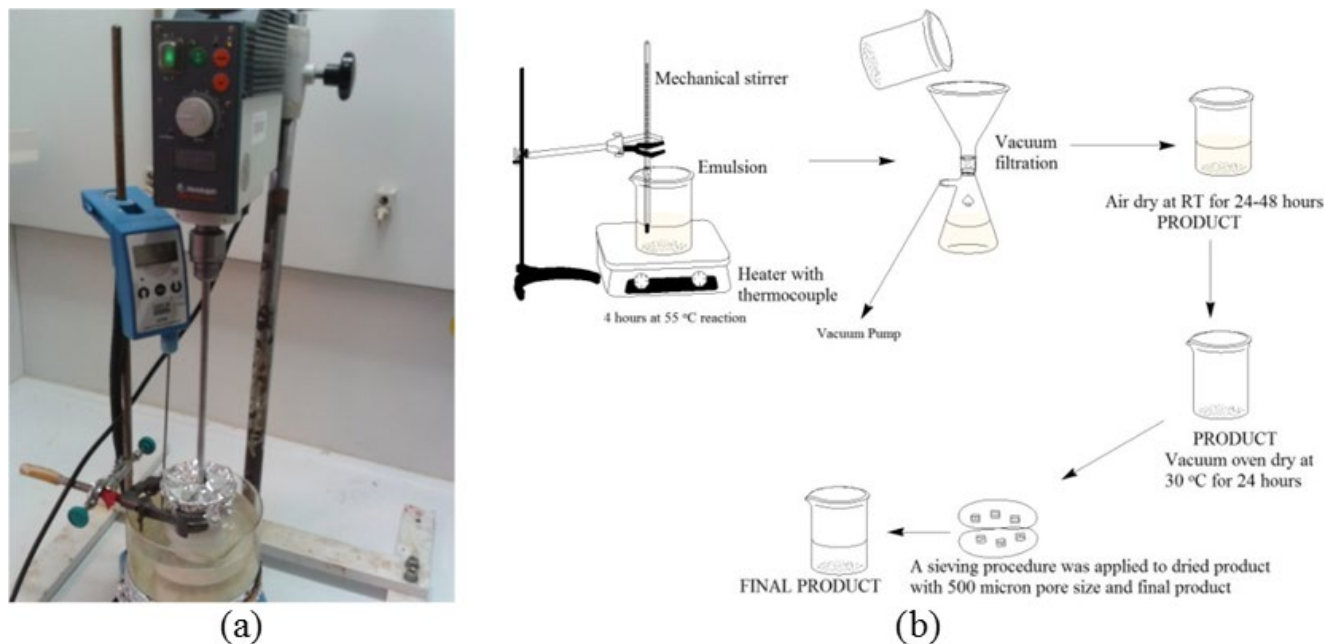 Mechanical stirrer
Emulsion
Heater with
thermocouple
4 hours at 55 °C reaction
Vacuum
filtration
Vacuum Pump
Air dry at RT for 24-48 hours
PRODUCT
PRODUCT
Vacuum oven dry at
30 °C for 24 hours
A sieving procedure was applied to dried product
with 500 micron pore size and final product
FINAL PRODUCT
(a)
(b)